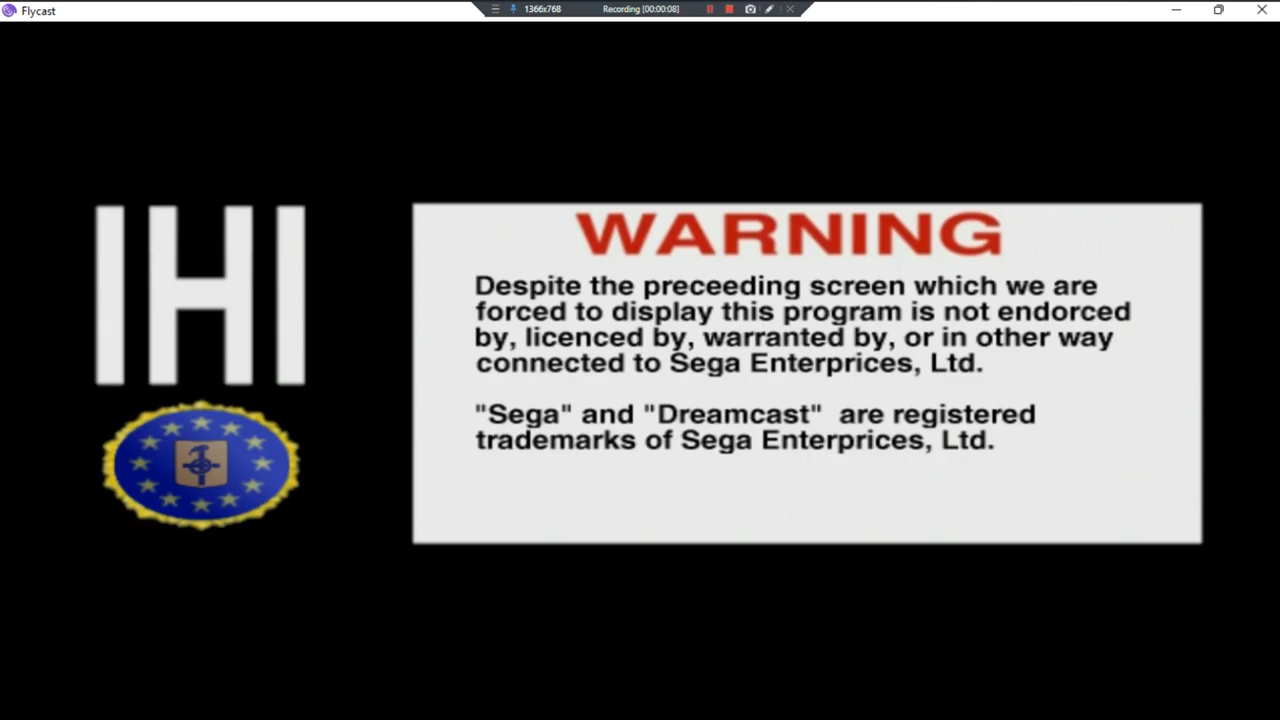 Flycast
1366x768
Recording [00:00:08]
IHI
WARNING
Despite the preceeding screen which we are
forced to display this program is not endorced
by, licenced by, warranted by, or in other way
connected to Sega Enterprices, Ltd.
"Sega" and "Dreamcast"  are registered
trademarks of Sega Enterprices, Ltd.